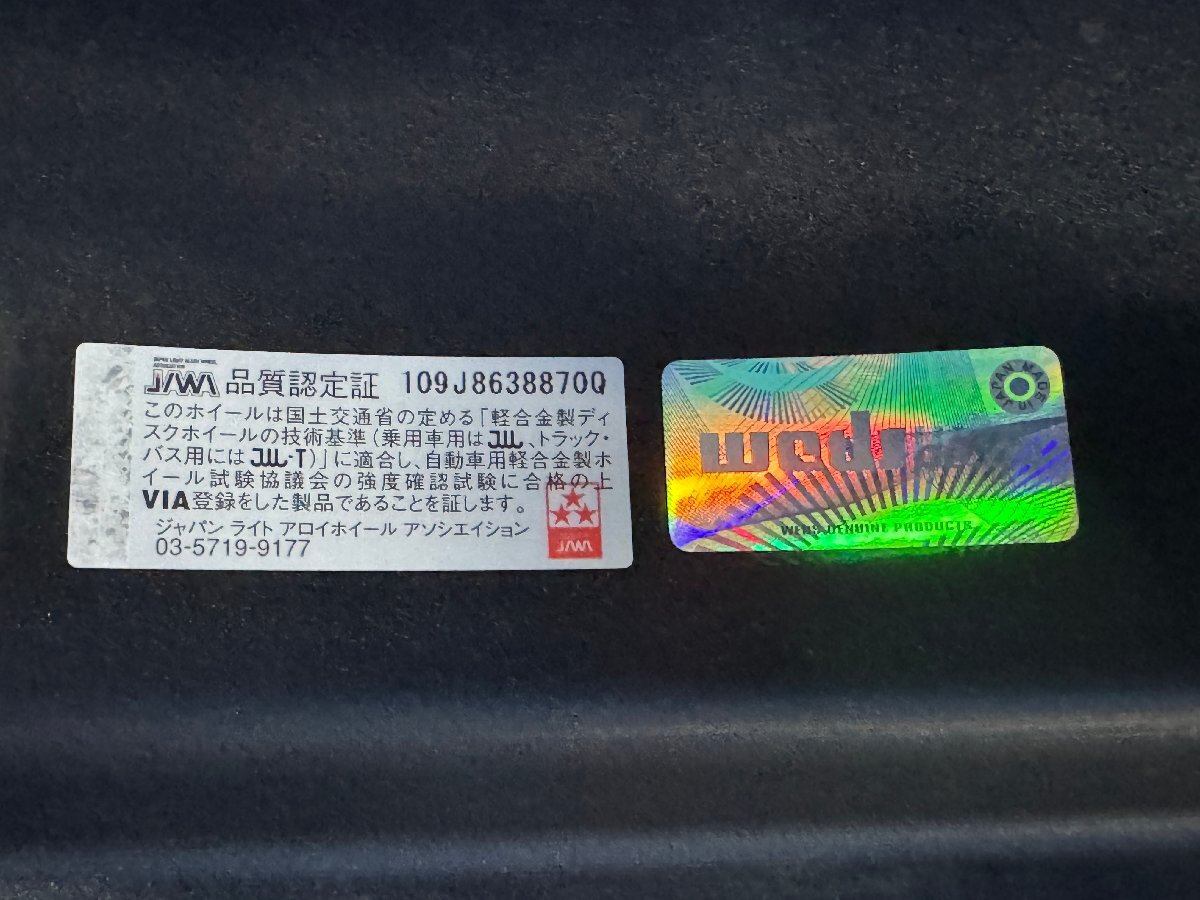 JAPAN LIGHT ALLOY WHEEL
ASSOCIATION
JAWA 品質認定証 109J8638870Q
このホイールは国土交通省の定める「軽合金製ディ
スクホイールの技術基準（乗用車用はJWL、トラック・
バス用にはJWL-T）」に適合し、自動車用軽合金製ホ
イール試験協議会の強度確認試験に合格の上
VIA登録をした製品であることを証します。
ジャパン ライト アロイホイール アソシエイション
03-5719-9177
JAWA
MADE IN JAPAN
weds
WEDS GENUINE PRODUCTS